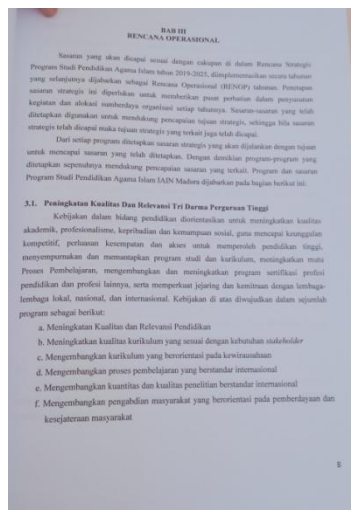 BAB III
RENCANA OPERASIONAL
Sasaran yang akan dicapai sesuai dengan cakupan di dalam Rencana Strategis
Program Studi Pendidikan Agama Islam tahun 2019-2025, diimplementasikan secara tahunan
yang selanjutnya dijabarkan sebagai Rencana Operasional (RENOP) tahunan. Penetapan
sasaran strategis ini diperlukan untuk memberikan pusat perhatian dalam penyusunan
kegiatan dan alokasi sumberdaya organisasi setiap tahunnya. Sasaran-sasaran yang telah
ditetapkan digunakan untuk mendukung pencapaian tujuan strategis, sehingga bila sasaran
strategis telah dicapai maka tujuan strategis yang terkait juga telah dicapai.
Dari setiap program ditetapkan sasaran strategis yang akan dijalankan dengan tujuan
untuk mencapai sasaran yang telah ditetapkan. Dengan demikian program-program yang
ditetapkan sepenuhnya mendukung pencapaian sasaran yang terkait. Program dan sasaran
Program Studi Pendidikan Agama Islam IAIN Madura dijabarkan pada bagian berikut ini:
3.1. Peningkatan Kualitas Dan Relevansi Tri Darma Perguruan Tinggi
Kebijakan dalam bidang pendidikan diorientasikan untuk meningkatkan kualitas
akademik, profesionalisme, kepribadian dan kemampuan sosial, guna mencapai keunggulan
kompetitif, perluasan kesempatan dan akses untuk memperoleh pendidikan tinggi,
menyempurnakan dan memantapkan program studi dan kurikulum, meningkatkan mutu
Proses Pembelajaran, mengembangkan dan meningkatkan program sertifikasi profesi
pendidikan dan profesi lainnya, serta memperkuat jejaring dan kemitraan dengan lembaga-
lembaga lokal, nasional, dan internasional. Kebijakan di atas diwujudkan dalam sejumlah
program sebagai berikut:
a. Meningkatan Kualitas dan Relevansi Pendidikan
b. Meningkatkan kualitas kurikulum yang sesuai dengan kebutuhan stakeholder
c. Mengembangkan kurikulum yang berorientasi pada kewirausahaan
d. Mengembangkan proses pembelajaran yang berstandar internasional
e. Mengembangkan kuantitas dan kualitas penelitian berstandar internasional
f. Mengembangkan pengabdian masyarakat yang berorientasi pada pemberdayaan dan
kesejateraan masyarakat
8